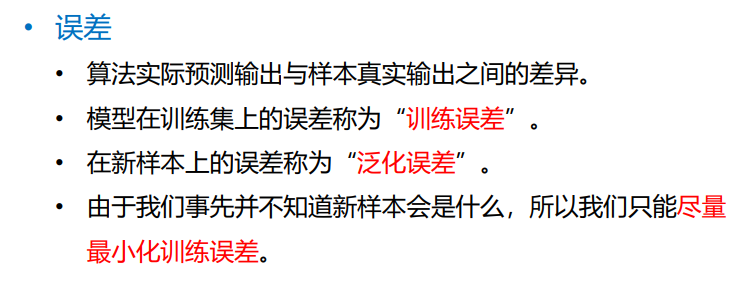 • 误差
• 算法实际预测输出与样本真实输出之间的差异。
• 模型在训练集上的误差称为“训练误差”。
• 在新样本上的误差称为“泛化误差”。
• 由于我们事先并不知道新样本会是什么，所以我们只能尽量
最小化训练误差。